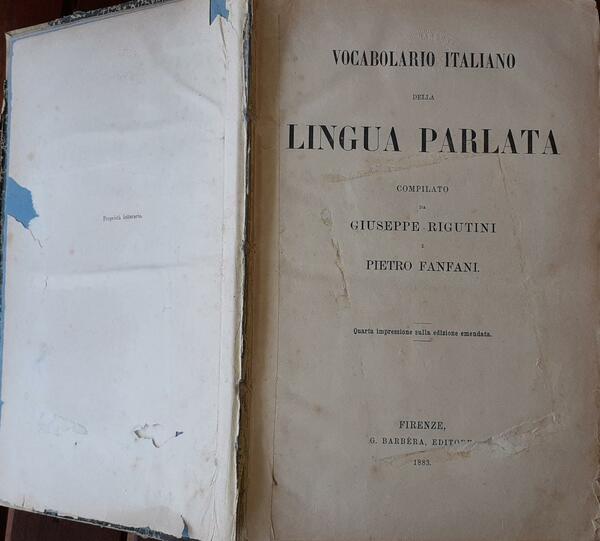 Proprietà letteraria.
VOCABOLARIO ITALIANO
DELLA
LINGUA PARLATA
COMPILATO
DA
GIUSEPPE RIGUTINI
E
PIETRO FANFANI.
Quarta impressione sulla edizione emendata.
FIRENZE,
G. BARBÈRA, EDITORE
1883.